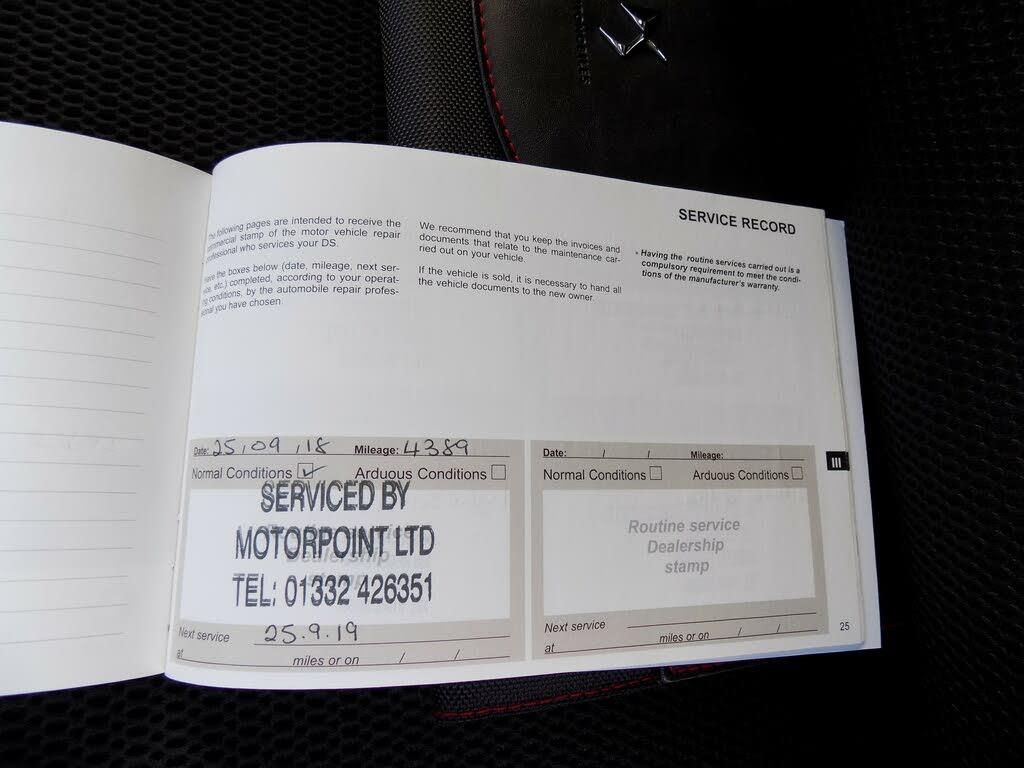 SERVICE RECORD
following pages are intended to receive the
commercial stamp of the motor vehicle repair
professional who services your DS.
the boxes below (date, mileage, next ser-
etc.) completed, according to your operat-
conditions, by the automobile repair profes-
sional you have chosen.
We recommend that you keep the invoices and
documents that relate to the maintenance car-
ried out on your vehicle.
If the vehicle is sold, it is necessary to hand all
the vehicle documents to the new owner.
Having the routine services carried out is a
compulsory requirement to meet the condi-
tions of the manufacturer's warranty.
Date: 25/09/18 Mileage: 4389
Normal Conditions ✓ Arduous Conditions
SERVICED BY
MOTORPOINT LTD
Dealership
TEL: 01332 426351
Next service 25.9.19
at miles or on / /
Date: / / Mileage:
Normal Conditions Arduous Conditions
Routine service
Dealership
stamp
Next service
at miles or on / /
III
25